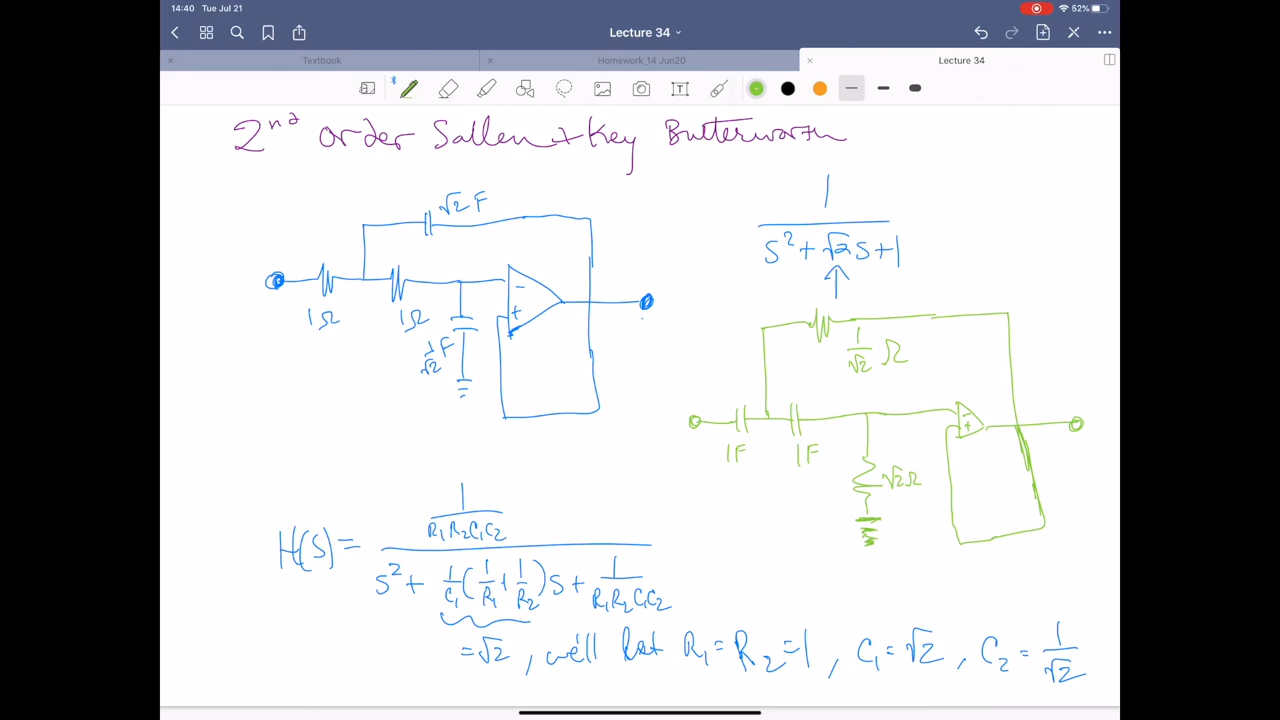 14:40 Tue Jul 21
52%
Lecture 34
Textbook
Homework_14 Jun20
Lecture 34
2nd order Sallen + Key Butterworth
√2 F
1Ω
1Ω
1/√2 F
-
+
1
s² + √2 s + 1
1/√2 Ω
1F
1F
√2Ω
-
+
H(s) =
1/(R1R2C1C2)
s² + 1/C1 (1/R1 + 1/R2) s + 1/(R1R2C1C2)
= √2 , we'll let R1 = R2 = 1 , C1 = √2 , C2 = 1/√2